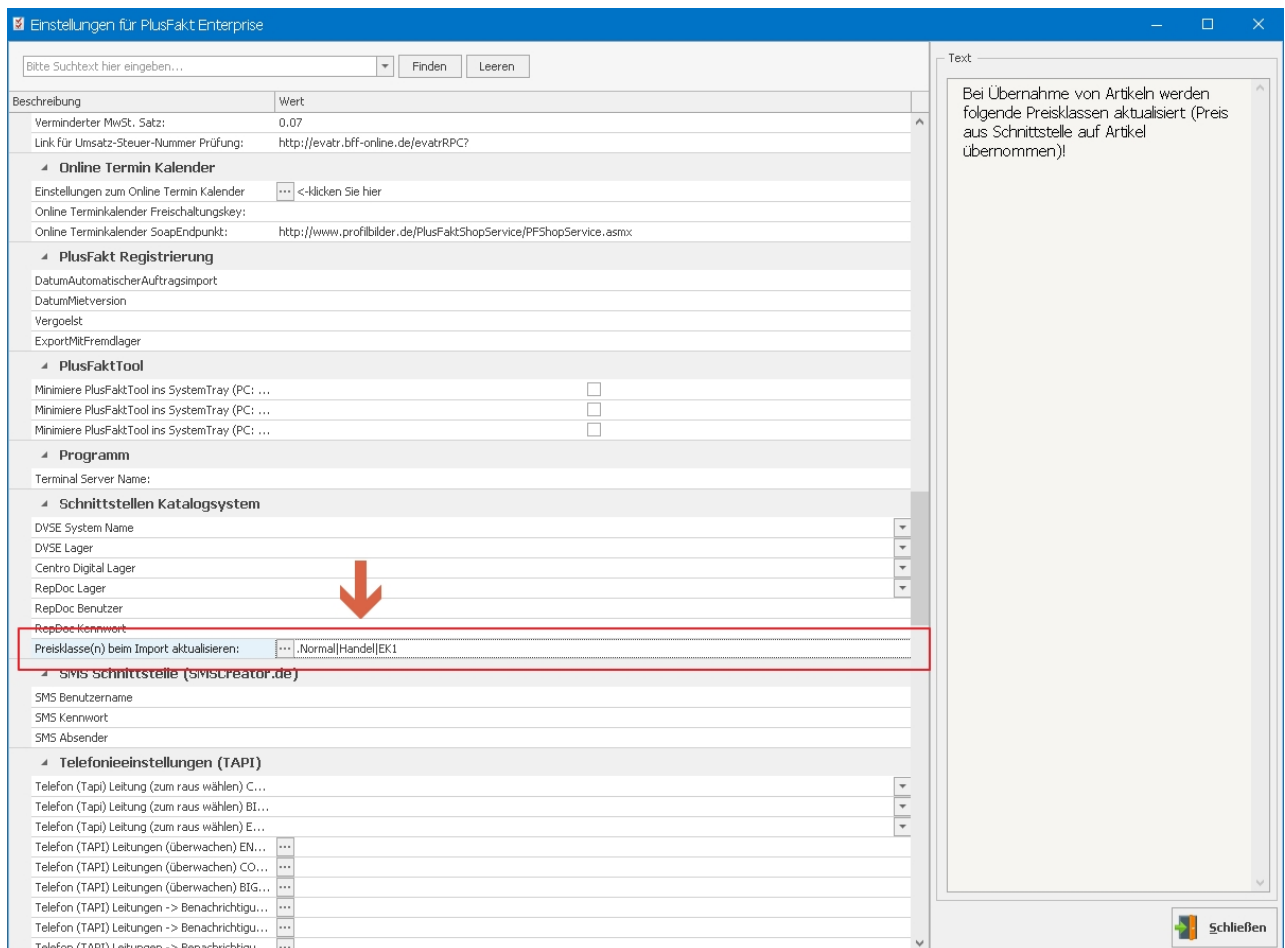 Einstellungen für PlusFakt Enterprise
Bitte Suchtext hier eingeben... Finden Leeren
Beschreibung Wert
Verminderter MwSt. Satz: 0.07
Link für Umsatz-Steuer-Nummer Prüfung: http://evatr.bff-online.de/evatrRPC?
Online Termin Kalender
Einstellungen zum Online Termin Kalender ... <-klicken Sie hier
Online Terminkalender Freischaltungskey:
Online Terminkalender SoapEndpunkt: http://www.profilbilder.de/PlusFaktShopService/PFShopService.asmx
PlusFakt Registrierung
DatumAutomatischerAuftragsimport
DatumMietversion
Vergoelst
ExportMitFremdlager
PlusFaktTool
Minimiere PlusFaktTool ins SystemTray (PC: ...
Minimiere PlusFaktTool ins SystemTray (PC: ...
Minimiere PlusFaktTool ins SystemTray (PC: ...
Programm
Terminal Server Name:
Schnittstellen Katalogsystem
DVSE System Name
DVSE Lager
Centro Digital Lager
RepDoc Lager
RepDoc Benutzer
RepDoc Kennwort
Preisklasse(n) beim Import aktualisieren: ... .Normal|Handel|EK1
SMS Schnittstelle (SMSCreator.de)
SMS Benutzername
SMS Kennwort
SMS Absender
Telefonieeinstellungen (TAPI)
Telefon (Tapi) Leitung (zum raus wählen) C...
Telefon (Tapi) Leitung (zum raus wählen) BI...
Telefon (Tapi) Leitung (zum raus wählen) E...
Telefon (TAPI) Leitungen (überwachen) EN... ...
Telefon (TAPI) Leitungen (überwachen) CO... ...
Telefon (TAPI) Leitungen (überwachen) BIG... ...
Telefon (TAPI) Leitungen -> Benachrichtigu... ...
Telefon (TAPI) Leitungen -> Benachrichtigu... ...
Telefon (TAPI) Leitungen -> Benachrichtigu... ...
Text
Bei Übernahme von Artikeln werden
folgende Preisklassen aktualisiert (Preis
aus Schnittstelle auf Artikel
übernommen)!
Schließen